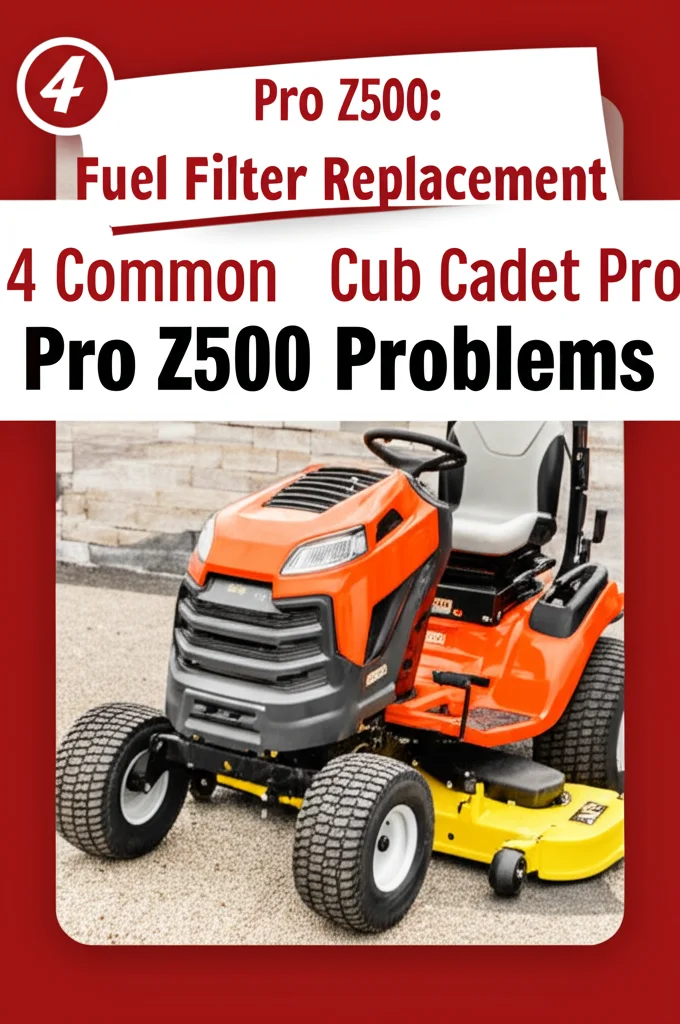 4
Pro Z500:
Fuel Filter Replacement
4 Common Cub Cadet Pro
Pro Z500 Problems